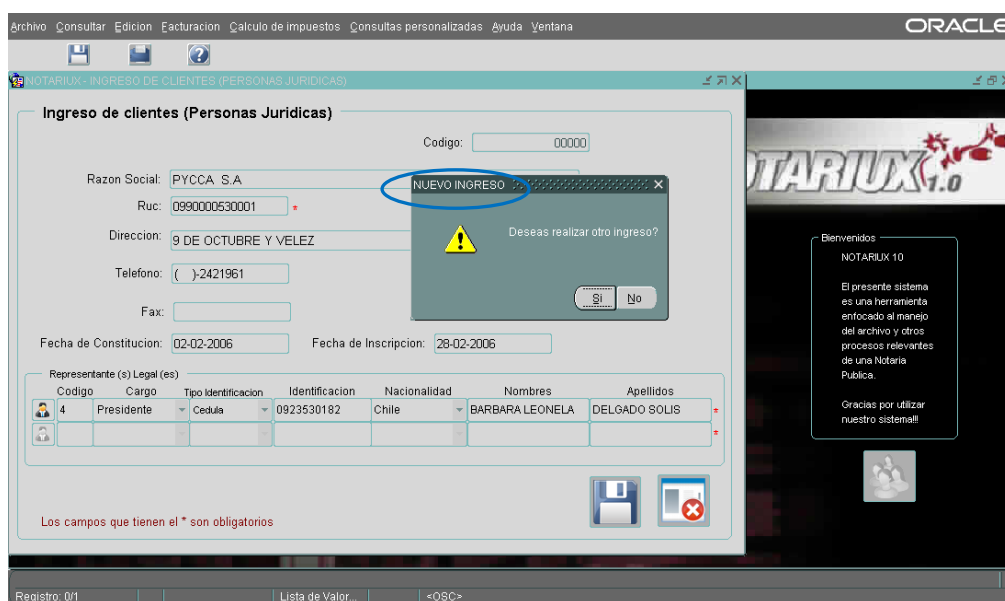 Archivo Consultar Edicion Facturacion Calculo de impuestos Consultas personalizadas Ayuda Ventana
ORACLE
NOTARIUX - INGRESO DE CLIENTES (PERSONAS JURIDICAS)
Ingreso de clientes (Personas Juridicas)
Codigo: 00000
Razon Social: PYCCA S.A
Ruc: 0990000530001 *
Direccion: 9 DE OCTUBRE Y VELEZ
Telefono: ( )-2421961
Fax:
Fecha de Constitucion: 02-02-2006 Fecha de Inscripcion: 28-02-2006
Representante (s) Legal (es)
Codigo Cargo Tipo Identificacion Identificacion Nacionalidad Nombres Apellidos
4 Presidente Cedula 0923530182 Chile BARBARA LEONELA DELGADO SOLIS *
*
Los campos que tienen el * son obligatorios
NUEVO INGRESO
Deseas realizar otro ingreso?
Si No
OTARIUX 1.0
Bienvenidos
NOTARIUX 10
El presente sistema
es una herramienta
enfocado al manejo
del archivo y otros
procesos relevantes
de una Notaria
Publica.
Gracias por utilizar
nuestro sistema!!!
Registro: 0/1 Lista de Valor... <OSC>